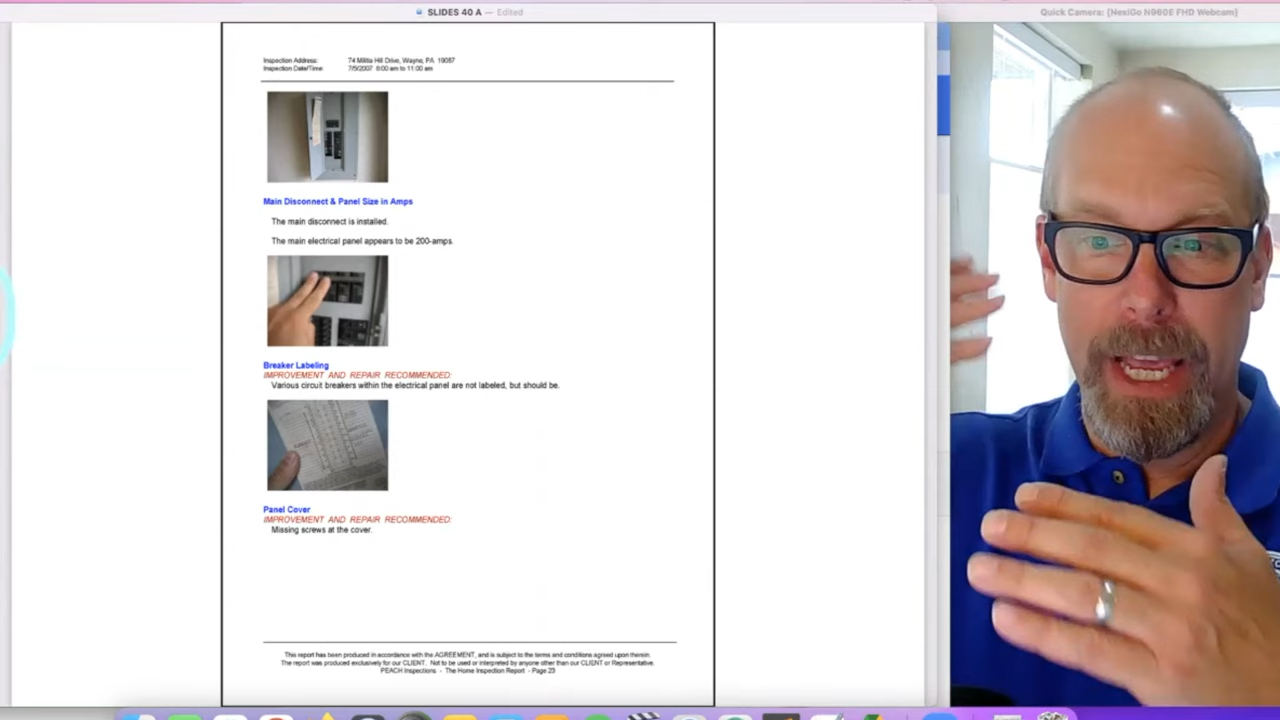 SLIDES 40 A — Edited
Quick Camera: (NexiGo N960E FHD Webcam)
Inspection Address: 74 Militia Hill Drive, Wayne, PA 19087
Inspection Date/Time: 7/5/2007 8:00 am to 11:00 am
Main Disconnect & Panel Size in Amps
The main disconnect is installed.
The main electrical panel appears to be 200-amps.
Breaker Labeling
IMPROVEMENT AND REPAIR RECOMMENDED:
Various circuit breakers within the electrical panel are not labeled, but should be.
Panel Cover
IMPROVEMENT AND REPAIR RECOMMENDED:
Missing screws at the cover.
This report has been produced in accordance with the AGREEMENT, and is subject to the terms and conditions agreed upon therein.
The report was produced exclusively for our CLIENT. Not to be used or interpreted by anyone other than our CLIENT or Representative.
PEACH Inspections - The Home Inspection Report - Page 23